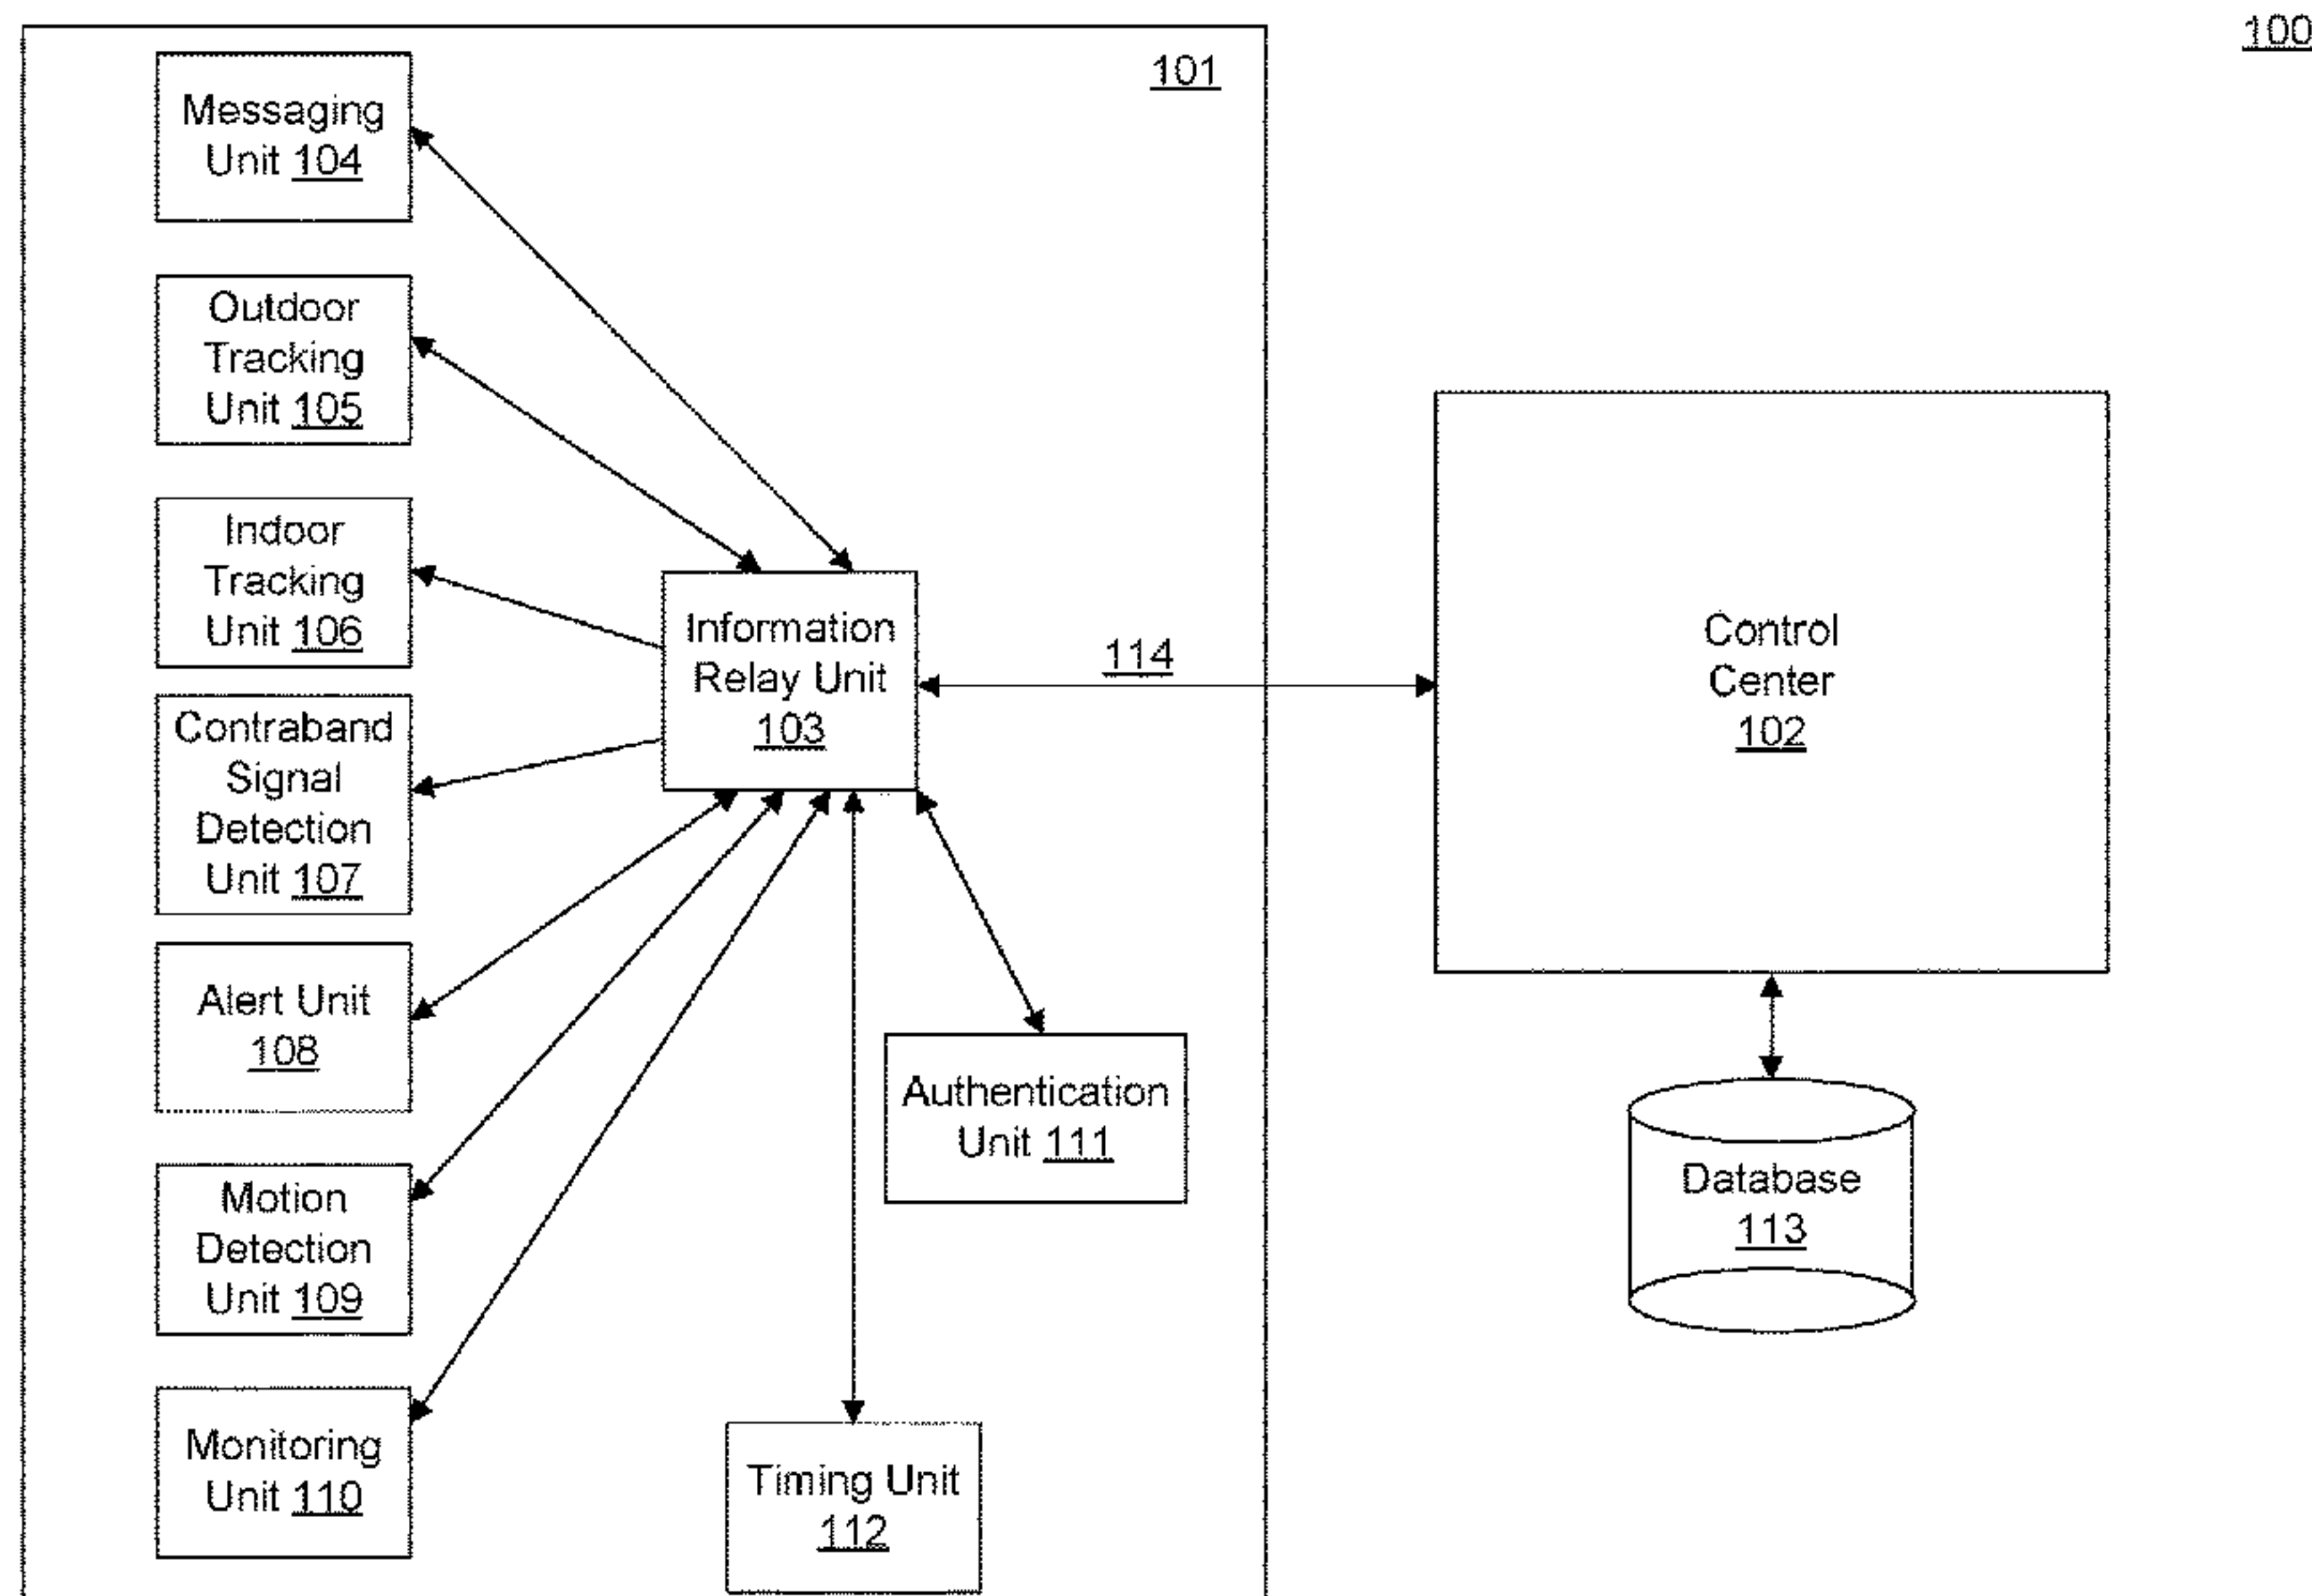 100
101
Messaging
Unit 104
Outdoor
Tracking
Unit 105
Indoor
Tracking
Unit 106
Contraband
Signal
Detection
Unit 107
Alert Unit
108
Motion
Detection
Unit 109
Monitoring
Unit 110
Information
Relay Unit
103
114
Authentication
Unit 111
Timing Unit
112
Control
Center
102
Database
113